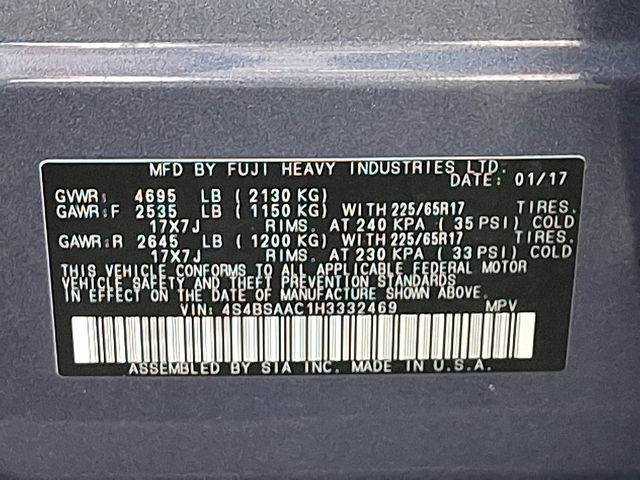 MFD BY FUJI HEAVY INDUSTRIES LTD.
DATE: 01/17
GVWR: 4695 LB ( 2130 KG)
GAWR:F 2535 LB ( 1150 KG) WITH 225/65R17 TIRES.
17X7J RIMS. AT 240 KPA ( 35 PSI) COLD
GAWR:R 2645 LB ( 1200 KG) WITH 225/65R17 TIRES.
17X7J RIMS. AT 230 KPA ( 33 PSI) COLD
THIS VEHICLE CONFORMS TO ALL APPLICABLE FEDERAL MOTOR
VEHICLE SAFETY AND THEFT PREVENTION STANDARDS
IN EFFECT ON THE DATE OF MANUFACTURE SHOWN ABOVE.
VIN: 4S4BSAAC1H3332469 MPV
ASSEMBLED BY SIA INC. MADE IN U.S.A.